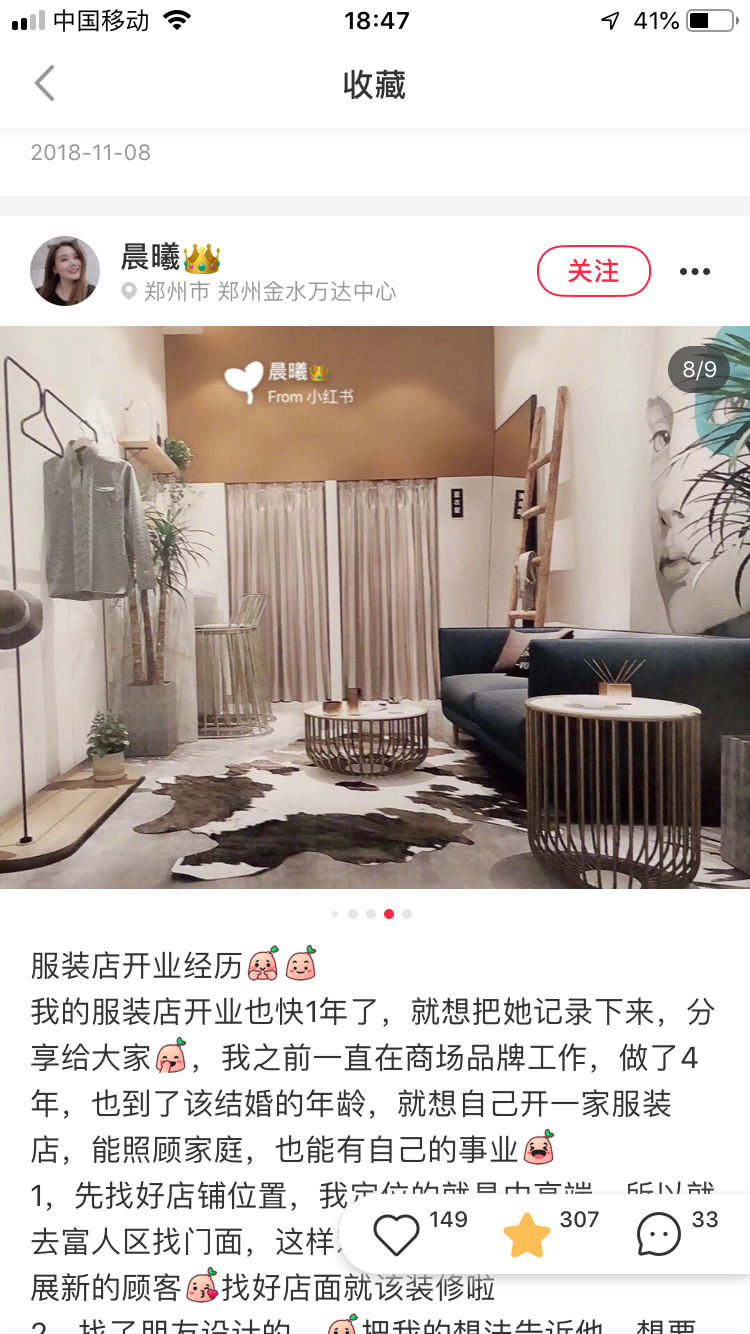 中国移动 18:47 41%
收藏
2018-11-08
晨曦
关注
郑州市 郑州金水万达中心
8/9
晨曦
From 小红书
更衣室
服装店开业经历
我的服装店开业也快1年了，就想把她记录下来，分
享给大家，我之前一直在商场品牌工作，做了4
年，也到了该结婚的年龄，就想自己开一家服装
店，能照顾家庭，也能有自己的事业
1，先找好店铺位置，我定位的就是中高端，所以就
去富人区找门面，这样
149 307 33
展新的顾客找好店面就该装修啦
2，找了朋友设计的，把我的想法告诉他，想要